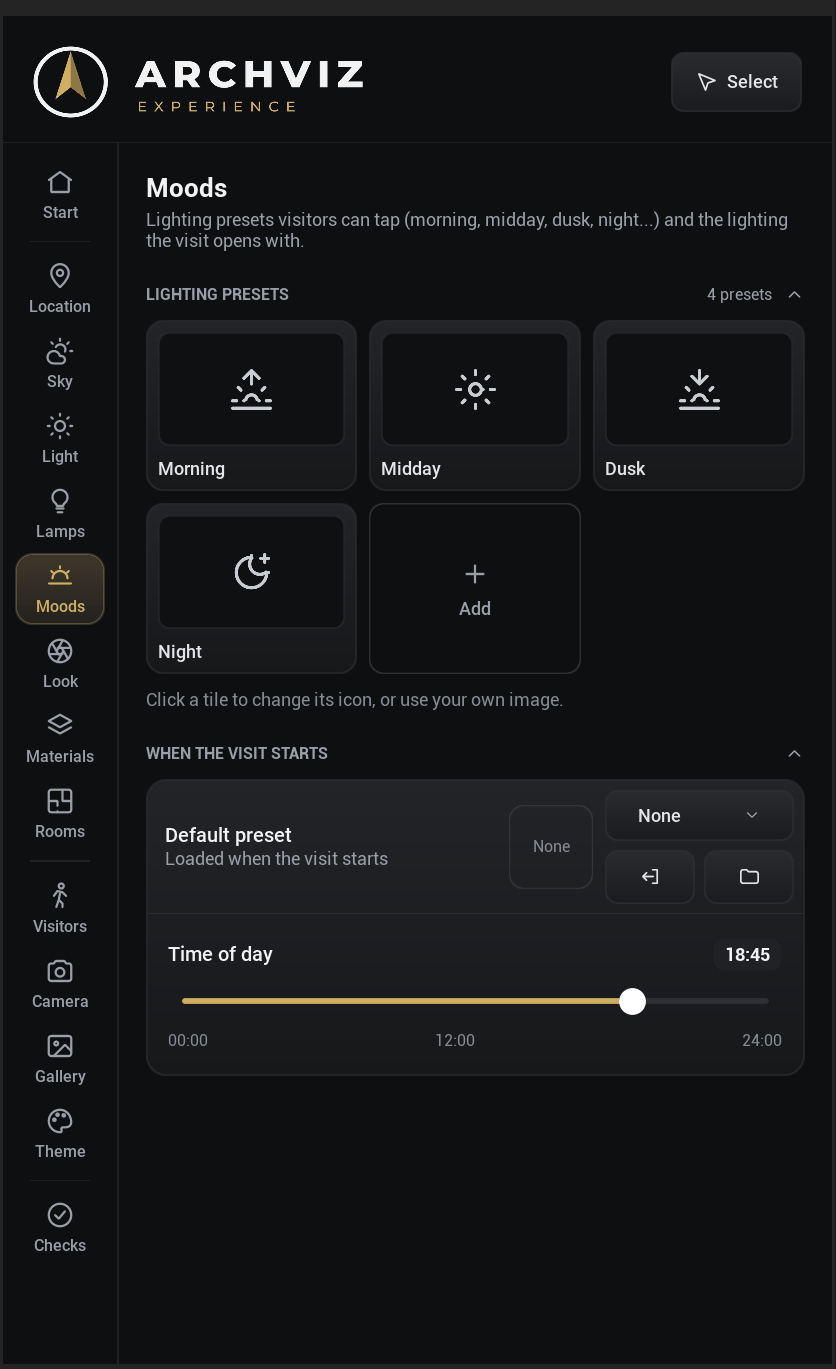 ARCHVIZ
EXPERIENCE
Select
Start
Location
Sky
Light
Lamps
Moods
Look
Materials
Rooms
Visitors
Camera
Gallery
Theme
Checks
Moods
Lighting presets visitors can tap (morning, midday, dusk, night...) and the lighting
the visit opens with.
LIGHTING PRESETS
4 presets
Morning
Midday
Dusk
Night
Add
Click a tile to change its icon, or use your own image.
WHEN THE VISIT STARTS
Default preset
Loaded when the visit starts
None
None
Time of day
18:45
00:00
12:00
24:00